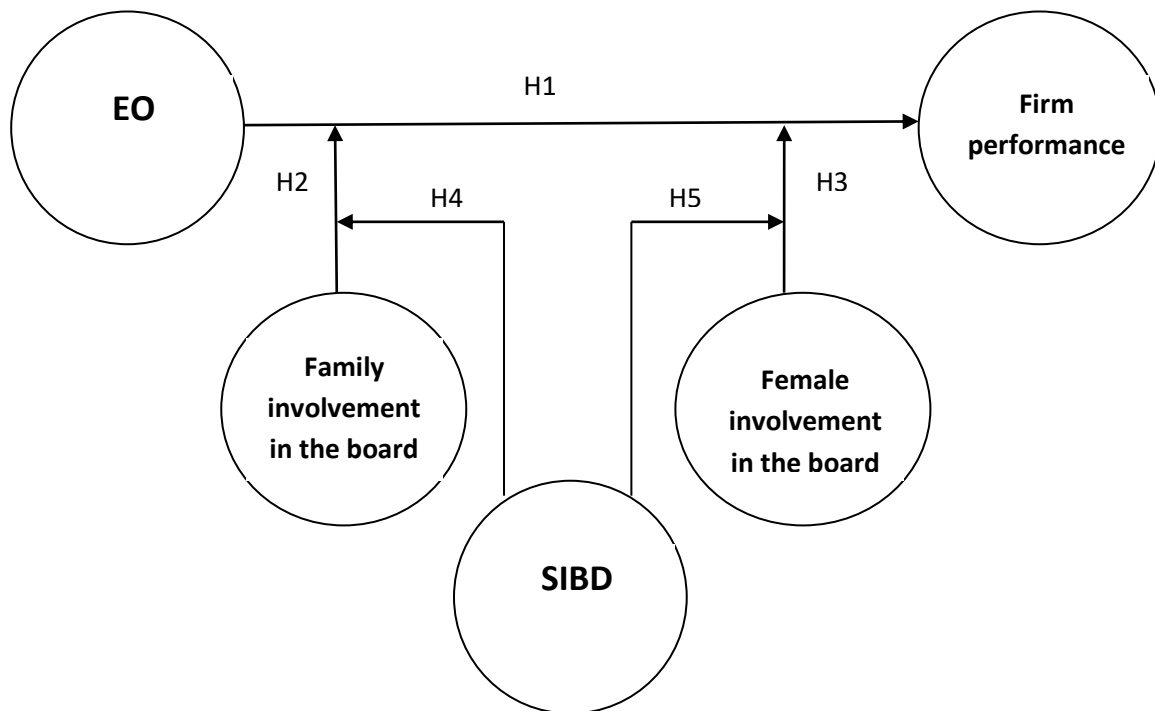 H1
EO
Firm
performance
H2
H4
H5
H3
Family
involvement
in the board
Female
involvement
in the board
SIBD